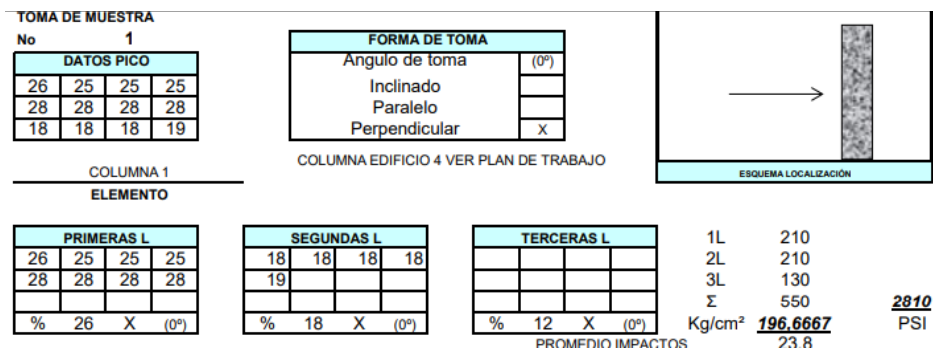 TOMA DE MUESTRA
No 1
DATOS PICO
26 25 25 25
28 28 28 28
18 18 18 19
COLUMNA 1
ELEMENTO
FORMA DE TOMA
Angulo de toma (0º)
Inclinado
Paralelo
Perpendicular X
COLUMNA EDIFICIO 4 VER PLAN DE TRABAJO
ESQUEMA LOCALIZACIÓN
PRIMERAS L
26 25 25 25
28 28 28 28
% 26 X (0º)
SEGUNDAS L
18 18 18 18
19
% 18 X (0º)
TERCERAS L
% 12 X (0º)
1L 210
2L 210
3L 130
Σ 550 2810
Kg/cm² 196,6667 PSI
PROMEDIO IMPACTOS 23,8